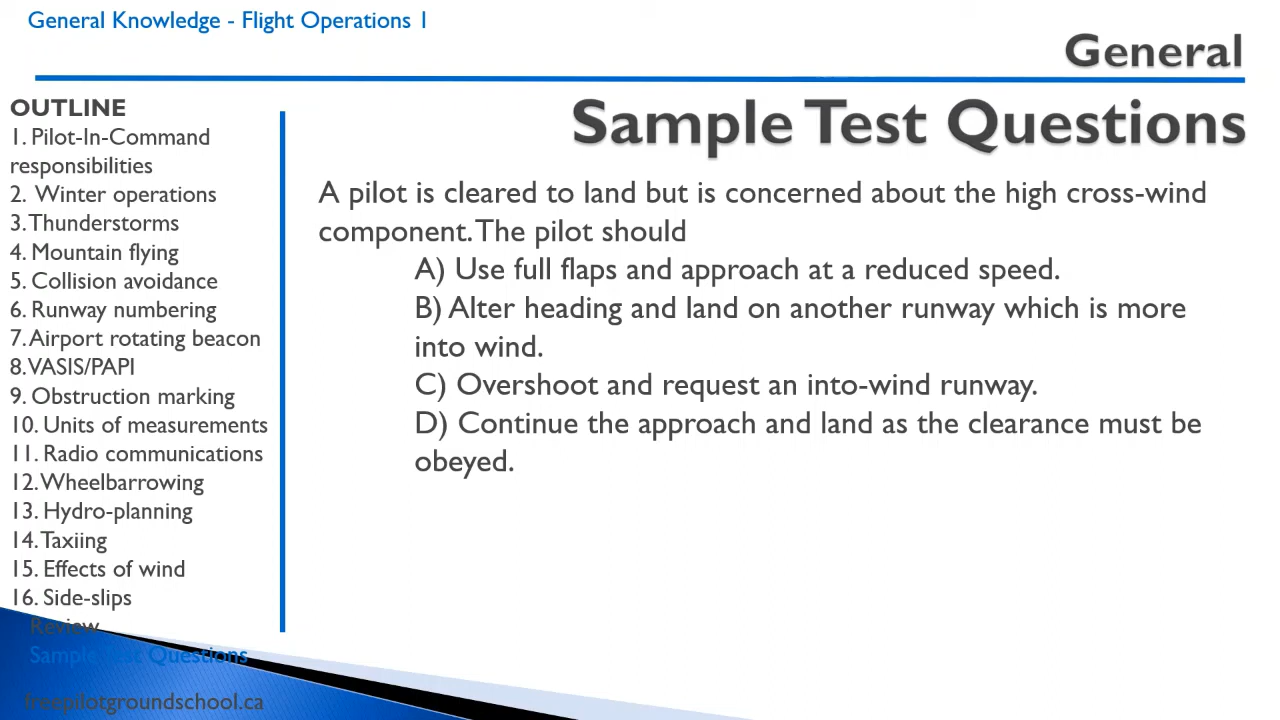 General Knowledge - Flight Operations 1
General
Sample Test Questions
OUTLINE
1. Pilot-In-Command
responsibilities
2. Winter operations
3. Thunderstorms
4. Mountain flying
5. Collision avoidance
6. Runway numbering
7. Airport rotating beacon
8. VASIS/PAPI
9. Obstruction marking
10. Units of measurements
11. Radio communications
12. Wheelbarrowing
13. Hydro-planning
14. Taxiing
15. Effects of wind
16. Side-slips
Review
Sample Test Questions
freepilotgroundschool.ca
A pilot is cleared to land but is concerned about the high cross-wind
component. The pilot should
A) Use full flaps and approach at a reduced speed.
B) Alter heading and land on another runway which is more
into wind.
C) Overshoot and request an into-wind runway.
D) Continue the approach and land as the clearance must be
obeyed.